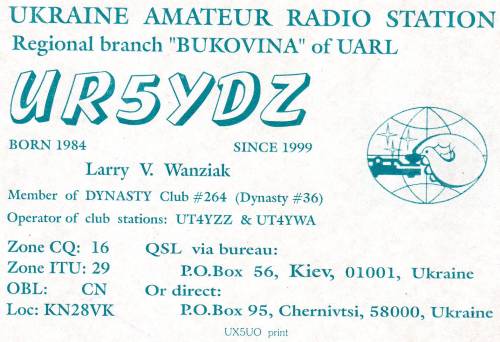 UKRAINE AMATEUR RADIO STATION
Regional branch "BUKOVINA" of UARL
UR5YDZ
BORN 1984 SINCE 1999
Larry V. Wanziak
Member of DYNASTY Club #264 (Dynasty #36)
Operator of club stations: UT4YZZ & UT4YWA
Zone CQ: 16 QSL via bureau:
Zone ITU: 29 P.O.Box 56, Kiev, 01001, Ukraine
OBL: CN Or direct:
Loc: KN28VK P.O.Box 95, Chernivtsi, 58000, Ukraine
UX5UO print